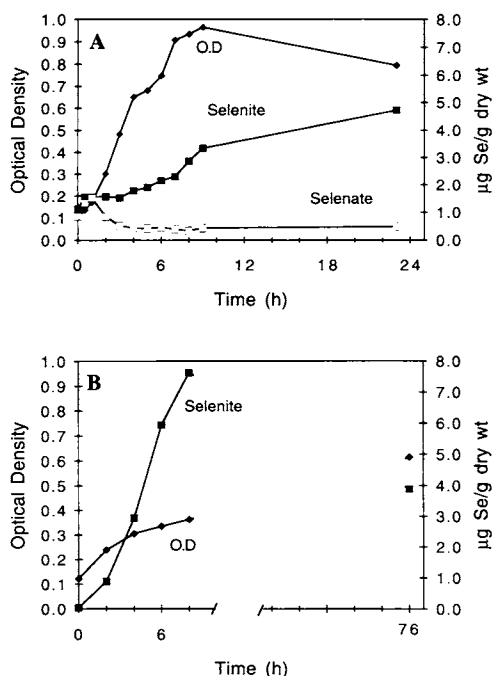 A
O.D
Selenite
Selenate
Optical Density
1.0
0.9
0.8
0.7
0.6
0.5
0.4
0.3
0.2
0.1
0.0
8.0
7.0
6.0
5.0
4.0
3.0
2.0
1.0
0.0
µg Se/g dry wt
0 6 12 18 24
Time (h)
B
Selenite
O.D
Optical Density
1.0
0.9
0.8
0.7
0.6
0.5
0.4
0.3
0.2
0.1
0.0
8.0
7.0
6.0
5.0
4.0
3.0
2.0
1.0
0.0
µg Se/g dry wt
0 6 76
Time (h)